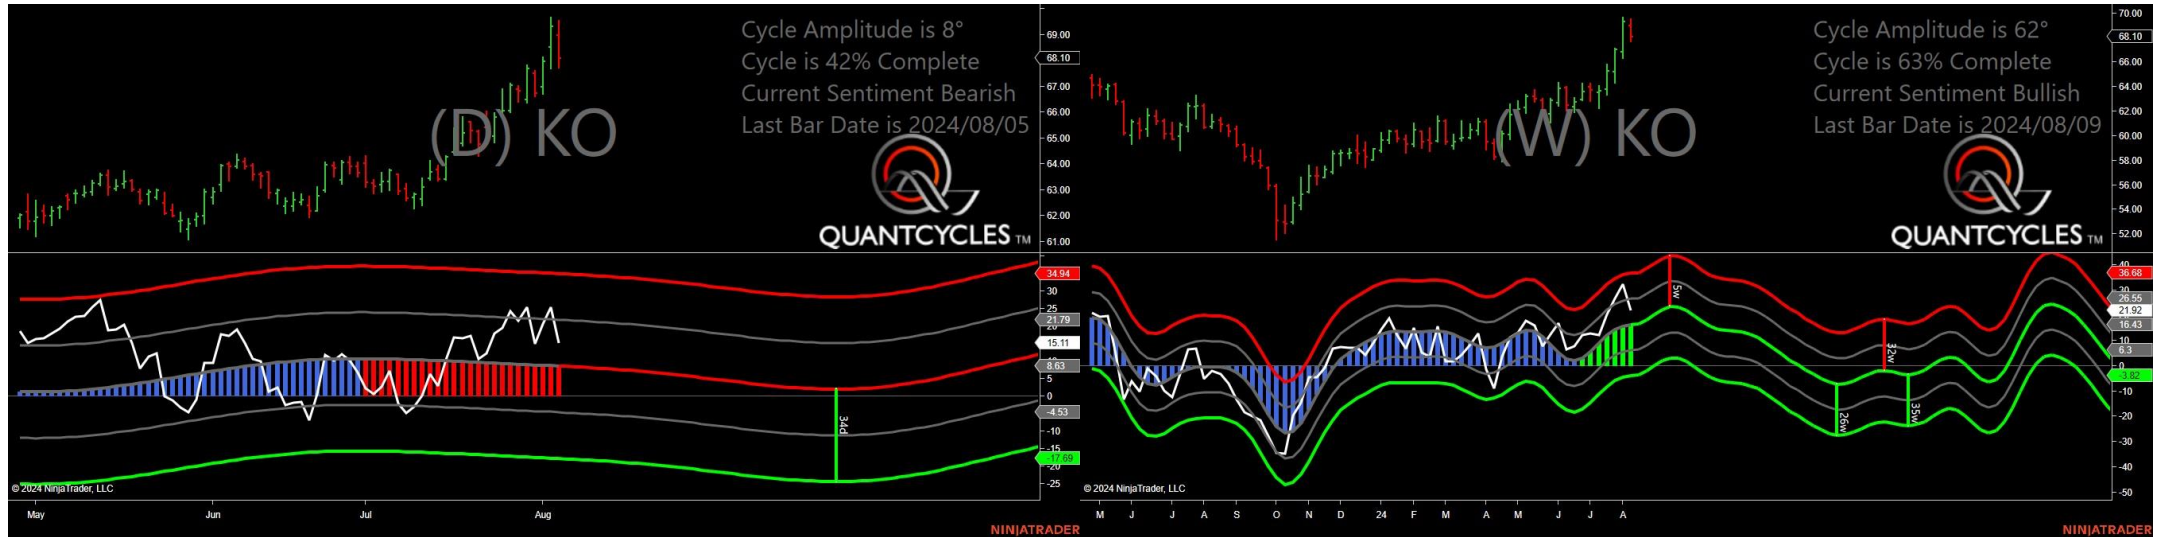 Cycle Amplitude is 8°
Cycle is 42% Complete
Current Sentiment Bearish
Last Bar Date is 2024/08/05
(D) KO
QUANTCYCLES TM
69.00
68.10
67.00
66.00
65.00
64.00
63.00
62.00
61.00
34.94
30
25
21.79
15.11
8.63
5
0
-4.53
-10
-15
-17.69
-20
-25
34d
© 2024 NinjaTrader, LLC
May Jun Jul Aug
NINJATRADER
Cycle Amplitude is 62°
Cycle is 63% Complete
Current Sentiment Bullish
Last Bar Date is 2024/08/09
(W) KO
QUANTCYCLES TM
70.00
68.10
66.00
64.00
62.00
60.00
58.00
56.00
54.00
52.00
40
36.68
30
26.55
21.92
16.43
10
6.3
0
-3.82
-10
-20
-30
-40
-50
5w
26w
32w
35w
© 2024 NinjaTrader, LLC
M J J A S O N D 24 F M A M J J A
NINJATRADER